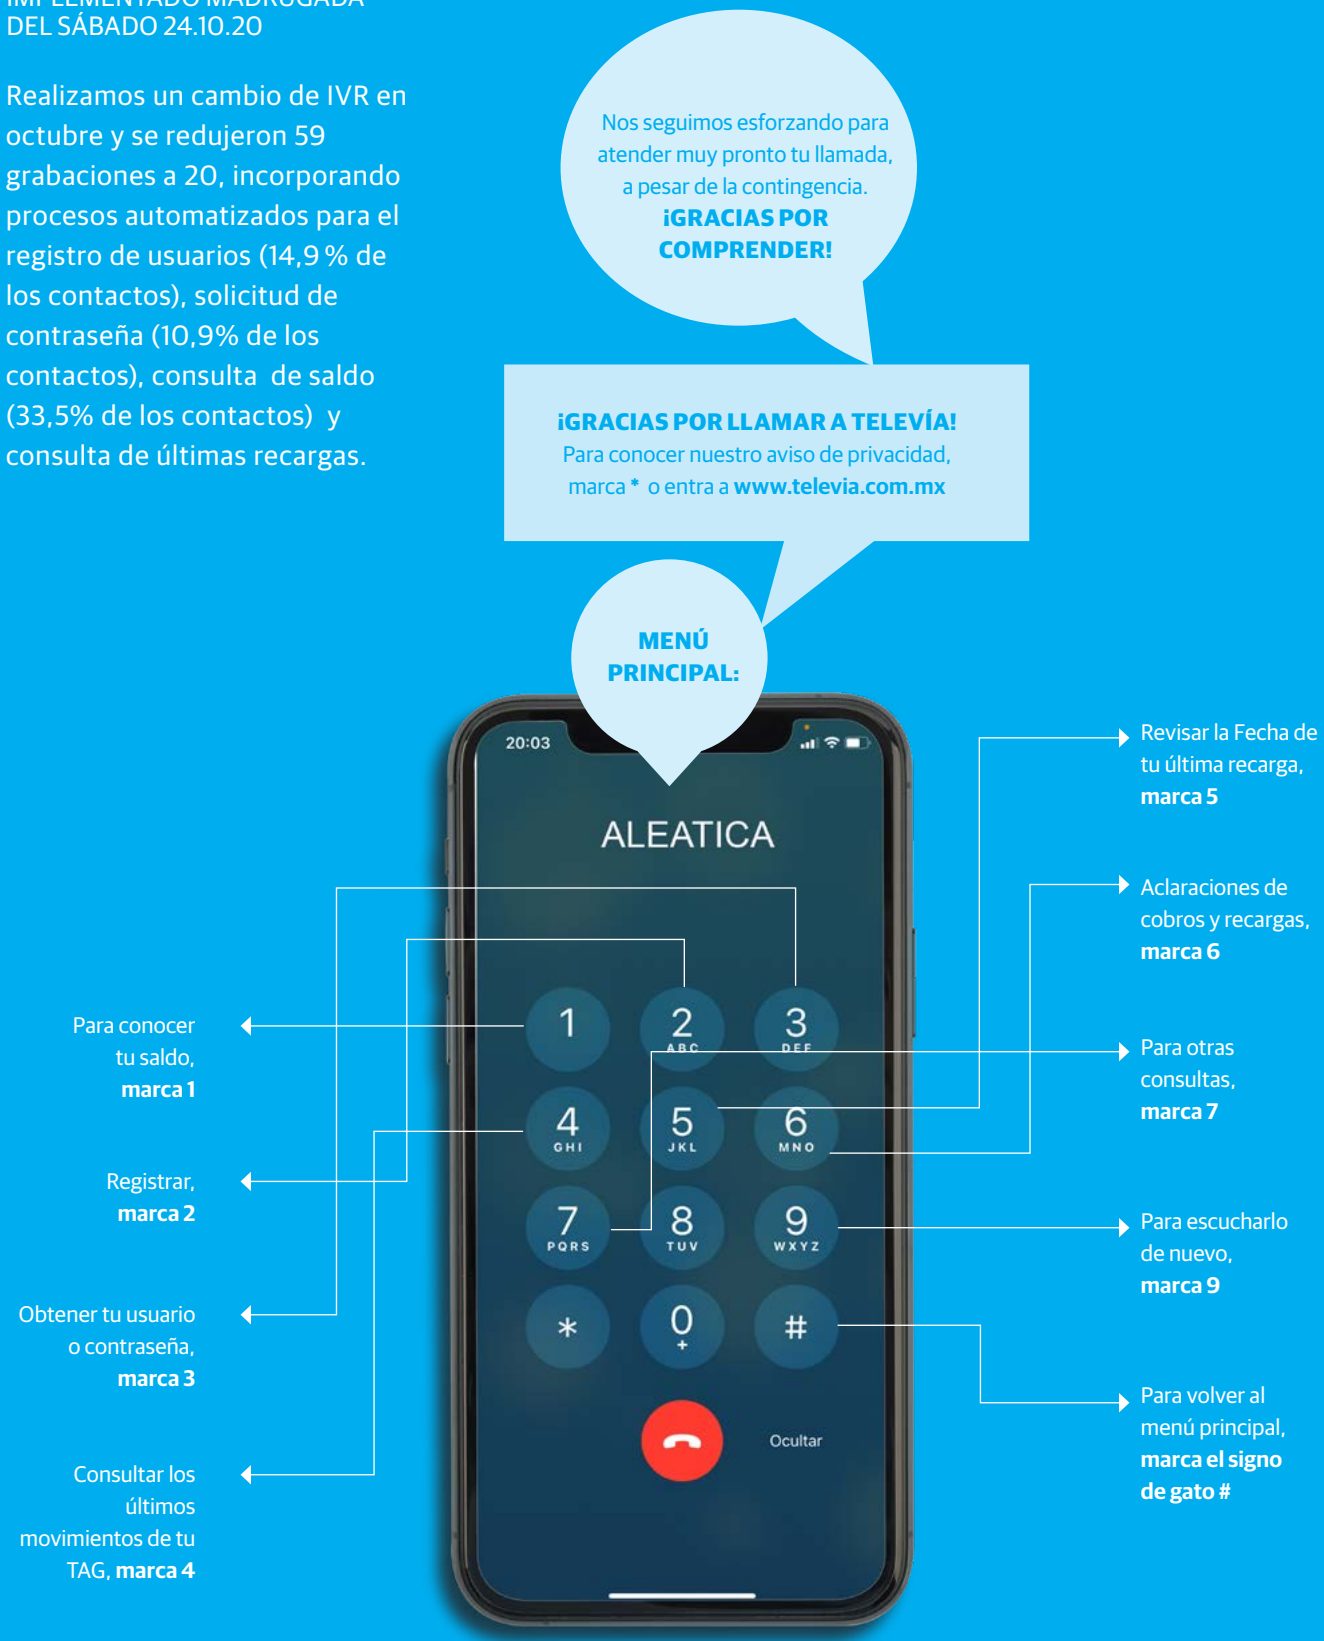 IMPLEMENTADO MADRUGADA
DEL SÁBADO 24.10.20
Realizamos un cambio de IVR en
octubre y se redujeron 59
grabaciones a 20, incorporando
procesos automatizados para el
registro de usuarios (14,9 % de
los contactos), solicitud de
contraseña (10,9% de los
contactos), consulta de saldo
(33,5% de los contactos) y
consulta de últimas recargas.
Nos seguimos esforzando para
atender muy pronto tu llamada,
a pesar de la contingencia.
¡GRACIAS POR
COMPRENDER!
¡GRACIAS POR LLAMAR A TELEVÍA!
Para conocer nuestro aviso de privacidad,
marca * o entra a www.televia.com.mx
MENÚ
PRINCIPAL:
20:03
ALEATICA
1
2
ABC
3
DEF
4
GHI
5
JKL
6
MNO
7
PQRS
8
TUV
9
WXYZ
*
0
+
#
Ocultar
Para conocer
tu saldo,
marca 1
Registrar,
marca 2
Obtener tu usuario
o contraseña,
marca 3
Consultar los
últimos
movimientos de tu
TAG, marca 4
Revisar la Fecha de
tu última recarga,
marca 5
Aclaraciones de
cobros y recargas,
marca 6
Para otras
consultas,
marca 7
Para escucharlo
de nuevo,
marca 9
Para volver al
menú principal,
marca el signo
de gato #